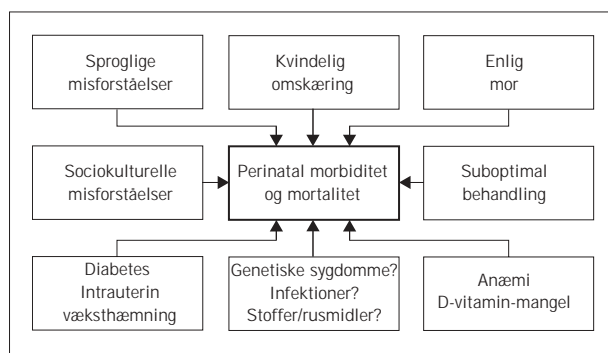 Sproglige
misforståelser
Kvindelig
omskæring
Enlig
mor
Sociokulturelle
misforståelser
Perinatal morbiditet
og mortalitet
Suboptimal
behandling
Diabetes
Intrauterin
væksthæmning
Genetiske sygdomme?
Infektioner?
Stoffer/rusmidler?
Anæmi
D-vitamin-mangel